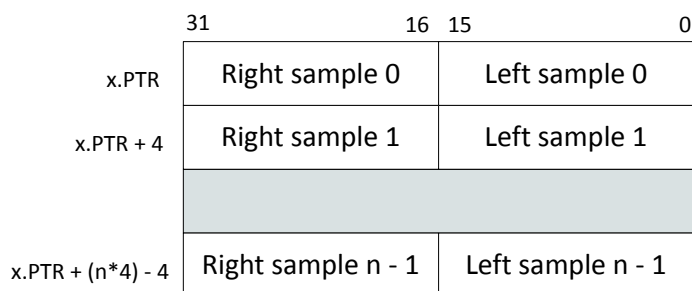 31 16 15 0
x.PTR Right sample 0 Left sample 0
x.PTR + 4 Right sample 1 Left sample 1
x.PTR + (n*4) - 4 Right sample n - 1 Left sample n - 1